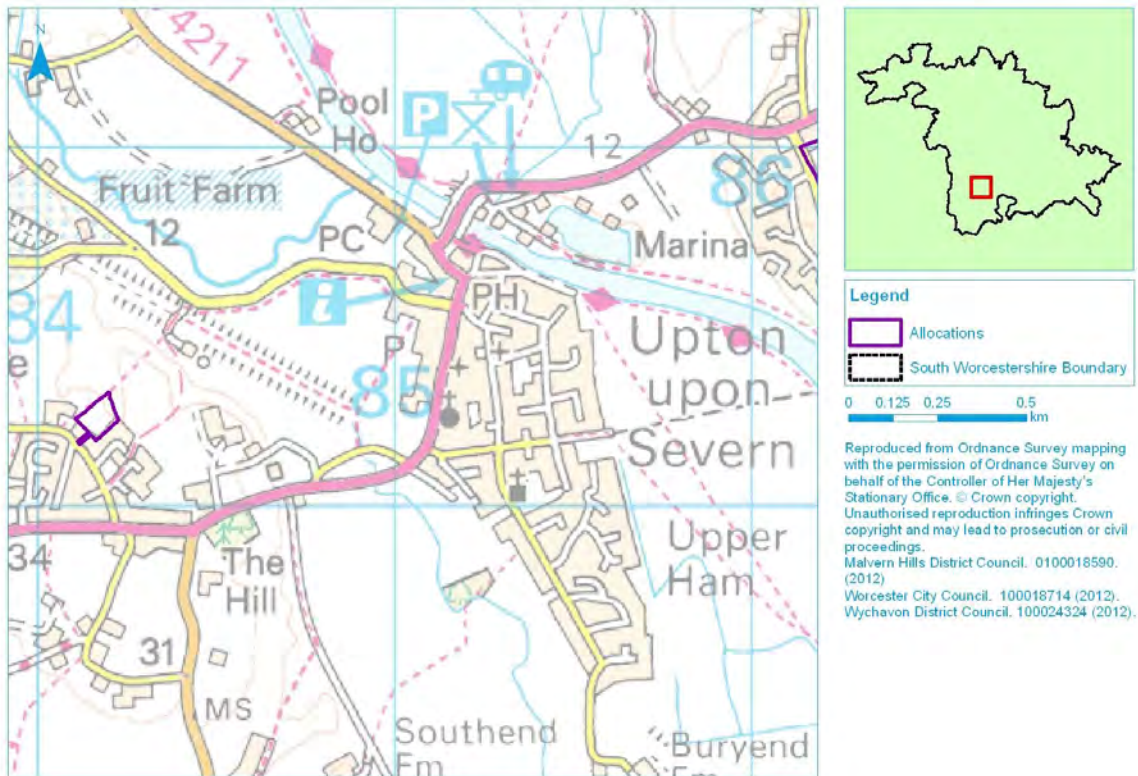 N
4211
Pool
Ho
P
12
86
Fruit Farm
12
PC
Marina
i
PH
84
Upton
upon
Severn
P
85
e
Upper
Ham
34
The
Hill
31
MS
Southend
Fm
Buryend
Fm
Legend
Allocations
South Worcestershire Boundary
0 0.125 0.25 0.5
km
Reproduced from Ordnance Survey mapping
with the permission of Ordnance Survey on
behalf of the Controller of Her Majesty's
Stationary Office. © Crown copyright.
Unauthorised reproduction infringes Crown
copyright and may lead to prosecution or civil
proceedings.
Malvern Hills District Council. 0100018590.
(2012)
Worcester City Council. 100018714 (2012).
Wychavon District Council. 100024324 (2012).